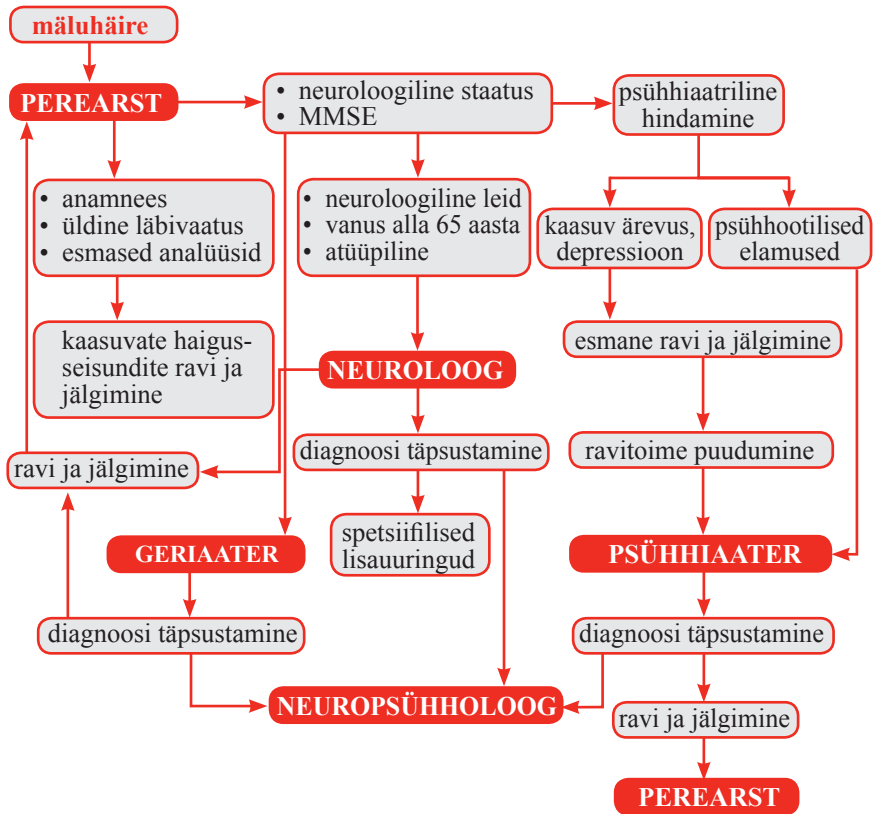 mäluhäire
PEREARST
• neuroloogiline staatus
• MMSE
psühhiaatriline
hindamine
• anamnees
• üldine läbivaatus
• esmased analüüsid
• neuroloogiline leid
• vanus alla 65 aasta
• atüüpiline
kaasuv ärevus,
depressioon
psühhootilised
elamused
kaasuvate haigus-
seisundite ravi ja
jälgimine
esmane ravi ja jälgimine
NEUROLOOG
ravi ja jälgimine
diagnoosi täpsustamine
ravitoime puudumine
spetsiifilised
lisauuringud
GERIAATER
PSÜHHIAATER
diagnoosi täpsustamine
diagnoosi täpsustamine
NEUROPSÜHHOLOOG
ravi ja jälgimine
PEREARST